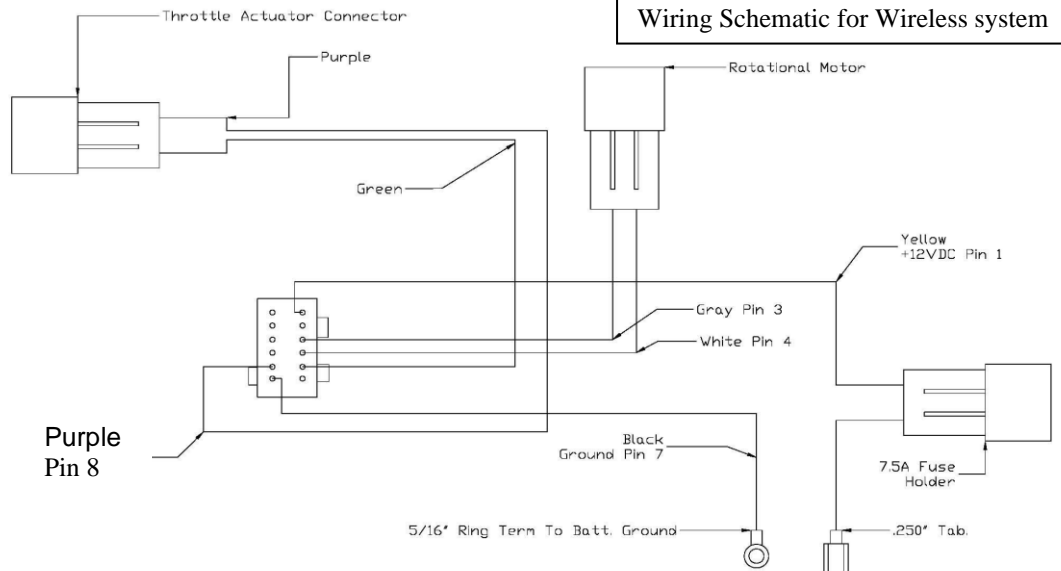 Wiring Schematic for Wireless system
Throttle Actuator Connector
Purple
Rotational Motor
Green
Yellow
+12VDC Pin 1
Gray Pin 3
White Pin 4
Purple
Pin 8
Black
Ground Pin 7
7.5A Fuse
Holder
5/16" Ring Term To Batt. Ground
.250" Tab.